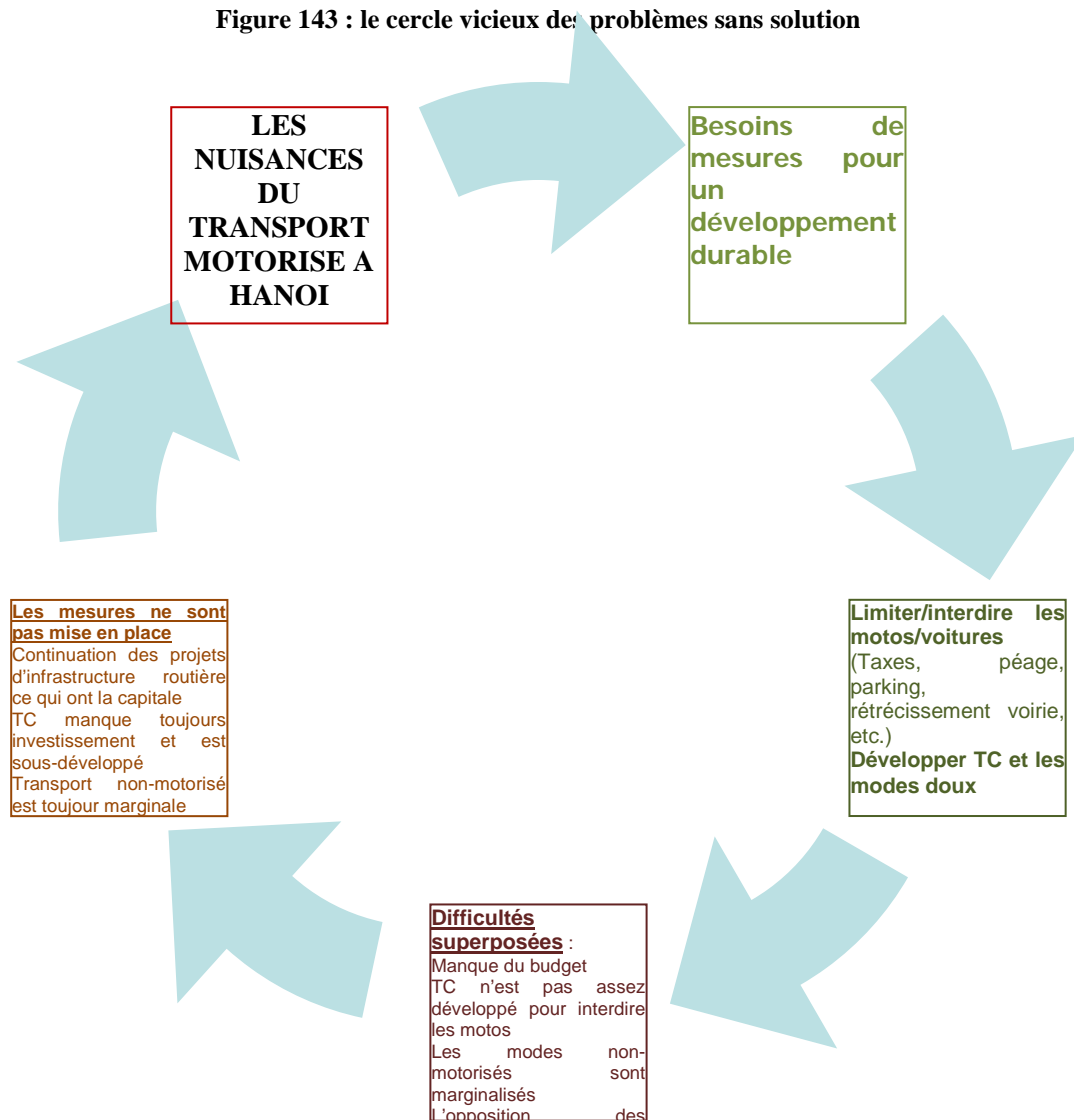 Figure 143 : le cercle vicieux des problèmes sans solution
LES
NUISANCES
DU
TRANSPORT
MOTORISE A
HANOI
Besoins de
mesures pour
un
développement
durable
Limiter/interdire les
motos/voitures
(Taxes, péage,
parking,
rétrécissement voirie,
etc.)
Développer TC et les
modes doux
Difficultés
superposées :
Manque du budget
TC n'est pas assez
développé pour interdire
les motos
Les modes non-
motorisés sont
marginalisés
L'opposition des
Les mesures ne sont
pas mise en place
Continuation des projets
d'infrastructure routière
ce qui ont la capitale
TC manque toujours
investissement et est
sous-développé
Transport non-motorisé
est toujour marginale